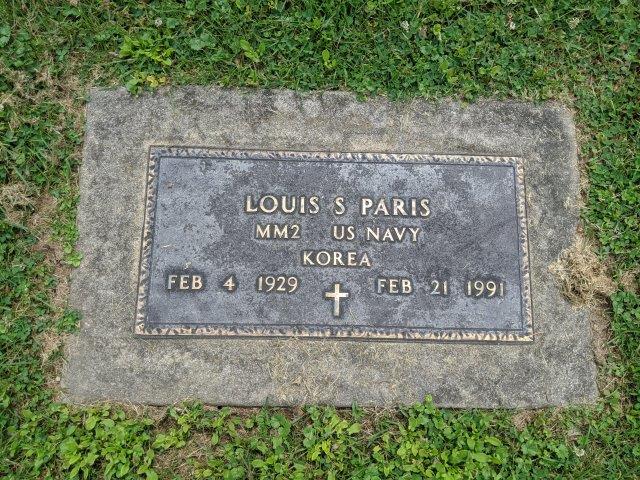 LOUIS S PARIS
MM2 US NAVY
KOREA
FEB 4 1929 FEB 21 1991